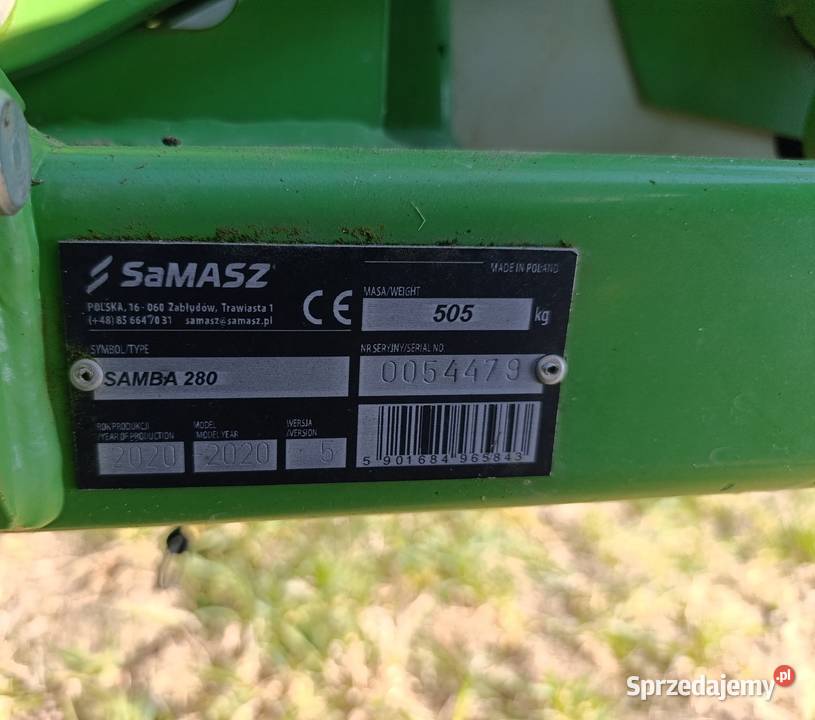 SaMASZ
MADE IN POLAND
POLSKA, 16-060 Zabłudów, Trawiasta 1
(+48) 85 664 70 31 samasz@samasz.pl
CE
MASA/WEIGHT
505 kg
SYMBOL/TYPE
SAMBA 280
NR SERYJNY/SERIAL NO.
0054479
ROK PRODUKCJI
/YEAR OF PRODUCTION
2020
MODEL
MODEL YEAR
2020
WERSJA
/VERSION
5
5 901684 965843
Sprzedajemy.pl